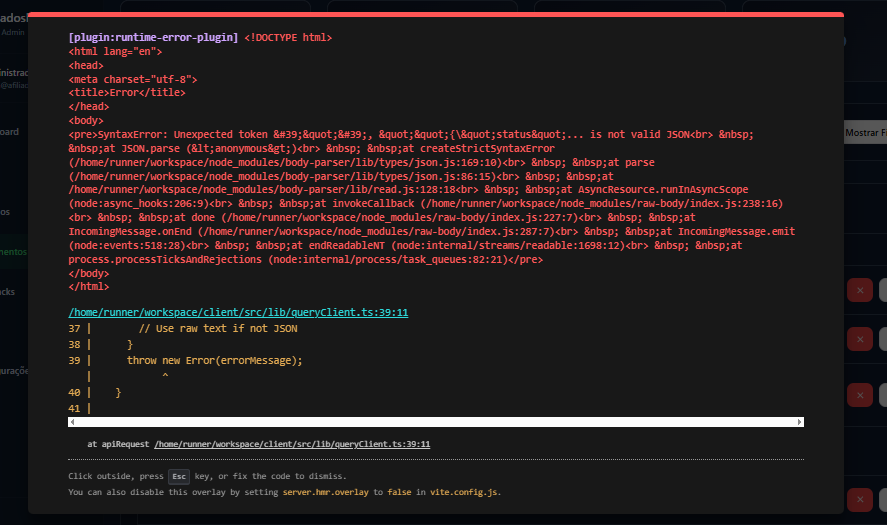 ados
Admin
[plugin:runtime-error-plugin] <!DOCTYPE html>
<html lang="en">
<head>
<meta charset="utf-8">
<title>Error</title>
</head>
<body>
<pre>SyntaxError: Unexpected token &#39;&quot;&#39;, &quot;&quot;{\&quot;status&quot;... is not valid JSON<br> &nbsp;
&nbsp;at JSON.parse (&lt;anonymous&gt;)<br> &nbsp; &nbsp;at createStrictSyntaxError
(/home/runner/workspace/node_modules/body-parser/lib/types/json.js:169:10)<br> &nbsp; &nbsp;at parse
(/home/runner/workspace/node_modules/body-parser/lib/types/json.js:86:15)<br> &nbsp; &nbsp;at
/home/runner/workspace/node_modules/body-parser/lib/read.js:128:18<br> &nbsp; &nbsp;at AsyncResource.runInAsyncScope
(node:async_hooks:206:9)<br> &nbsp; &nbsp;at invokeCallback (/home/runner/workspace/node_modules/raw-body/index.js:238:16)
<br> &nbsp; &nbsp;at done (/home/runner/workspace/node_modules/raw-body/index.js:227:7)<br> &nbsp; &nbsp;at
IncomingMessage.onEnd (/home/runner/workspace/node_modules/raw-body/index.js:287:7)<br> &nbsp; &nbsp;at IncomingMessage.emit
(node:events:518:28)<br> &nbsp; &nbsp;at endReadableNT (node:internal/streams/readable:1698:12)<br> &nbsp; &nbsp;at
process.processTicksAndRejections (node:internal/process/task_queues:82:21)</pre>
</body>
</html>
/home/runner/workspace/client/src/lib/queryClient.ts:39:11
37 | // Use raw text if not JSON
38 | }
39 | throw new Error(errorMessage);
| ^
40 | }
41 |
at apiRequest /home/runner/workspace/client/src/lib/queryClient.ts:39:11
Click outside, press Esc key, or fix the code to dismiss.
You can also disable this overlay by setting server.hmr.overlay to false in vite.config.js.
inistrac
@afiliac
oard
os
mentos
cks
guraçõe
Mostrar Fi